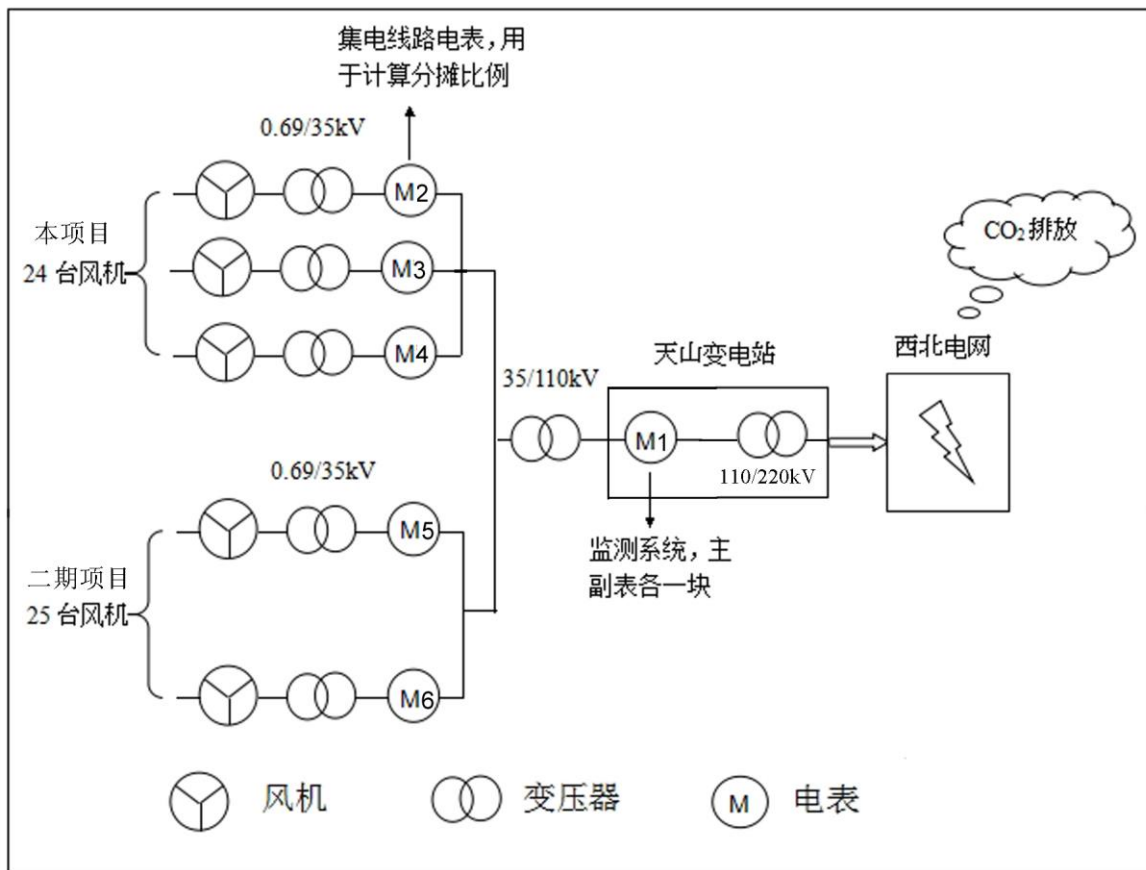 集电线路电表，用
于计算分摊比例
0.69/35kV
M2
本项目
24 台风机
M3
M4
CO₂ 排放
天山变电站
西北电网
35/110kV
M1
110/220kV
0.69/35kV
M5
监测系统，主
副表各一块
二期项目
25 台风机
M6
风机
变压器
M
电表